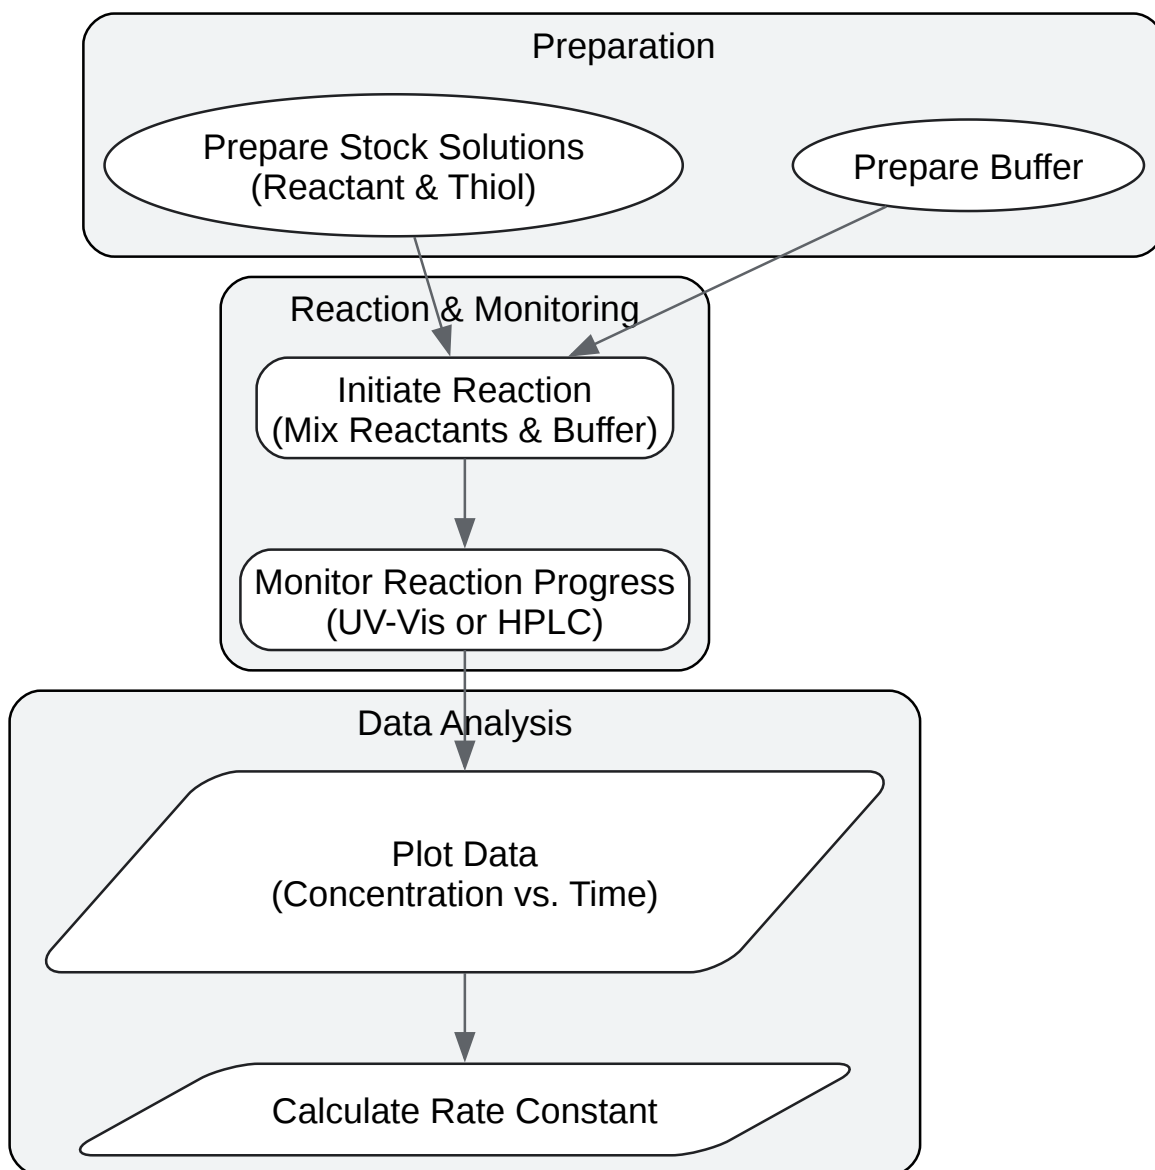 Preparation
Prepare Stock Solutions
(Reactant & Thiol)
Prepare Buffer
Reaction & Monitoring
Initiate Reaction
(Mix Reactants & Buffer)
Monitor Reaction Progress
(UV-Vis or HPLC)
Data Analysis
Plot Data
(Concentration vs. Time)
Calculate Rate Constant